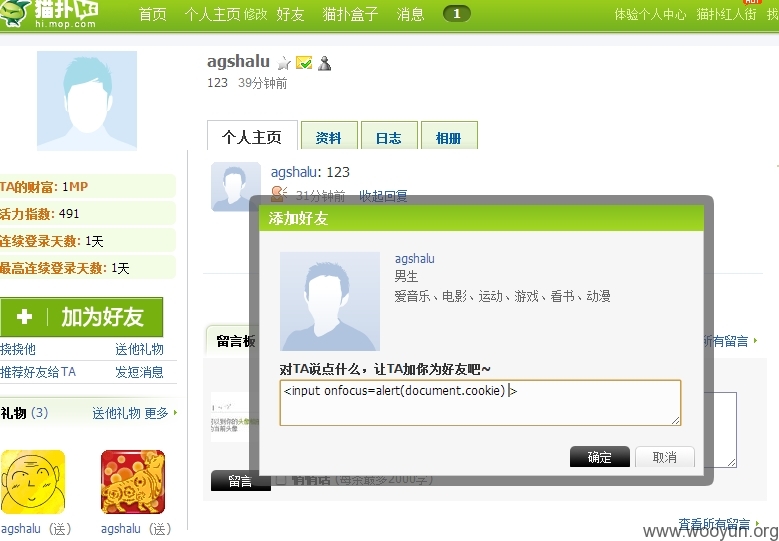 猫扑
hi.mop.com
首页 个人主页 修改 好友 猫扑盒子 消息 1
体验个人中心 猫扑红人街 找
HOT
agshalu
123 39分钟前
个人主页 资料 日志 相册
agshalu: 123
31分钟前 收起回复
TA的财富: 1MP
活力指数: 491
连续登录天数: 1天
最高连续登录天数: 1天
加为好友
挠挠他 送他礼物
推荐好友给TA 发短消息
礼物 (3) 送他礼物 更多
agshalu (送) agshalu (送)
添加好友
agshalu
男生
爱音乐、电影、运动、游戏、看书、动漫
对TA说点什么，让TA加你为好友吧~
<input onfocus=alert(document.cookie) >
确定 取消
留言板
所有留言
留言 悄悄话 (每条最多2000字)
查看所有留言
www.wooyun.org